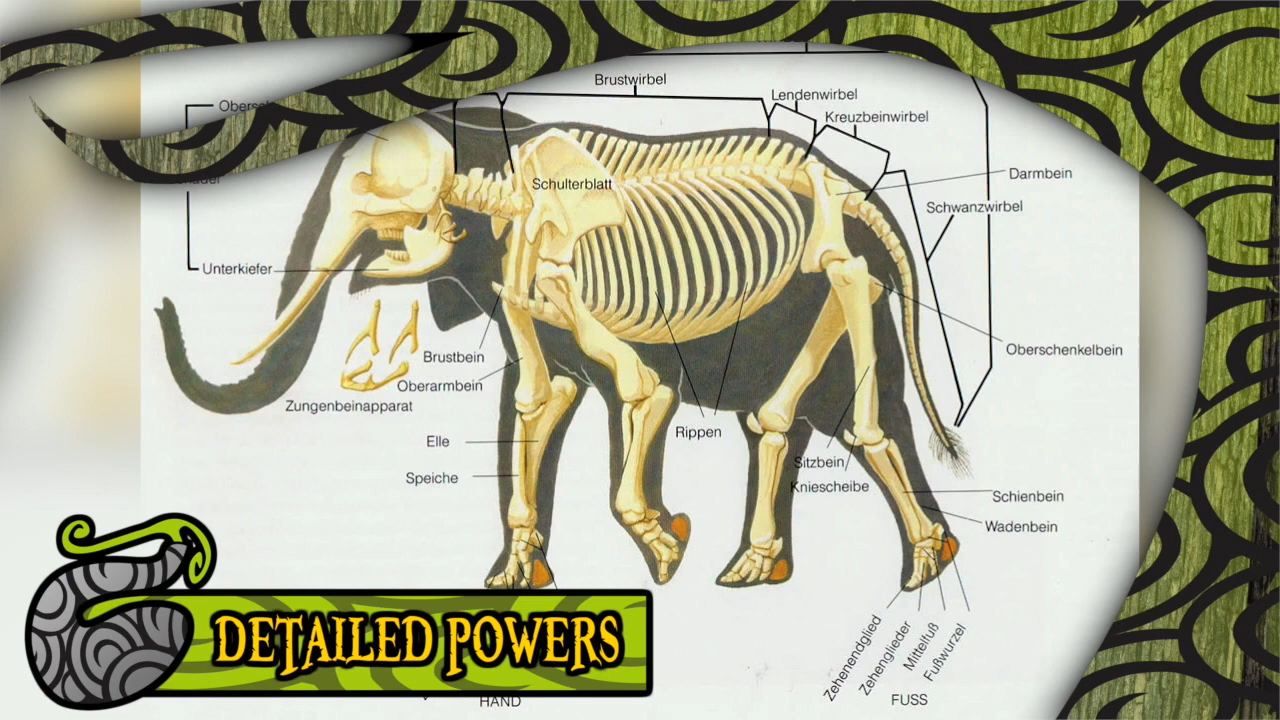 Brustwirbel
Lendenwirbel
Kreuzbeinwirbel
Schulterblatt
Darmbein
Schwanzwirbel
Unterkiefer
Brustbein
Oberarmbein
Oberschenkelbein
Zungenbeinapparat
Rippen
Elle
Speiche
Sitzbein
Kniescheibe
Schienbein
Wadenbein
Zehenendglied
Zehenglieder
Mittelfuß
Fußwurzel
DETAILED POWERS
HAND
FUSS